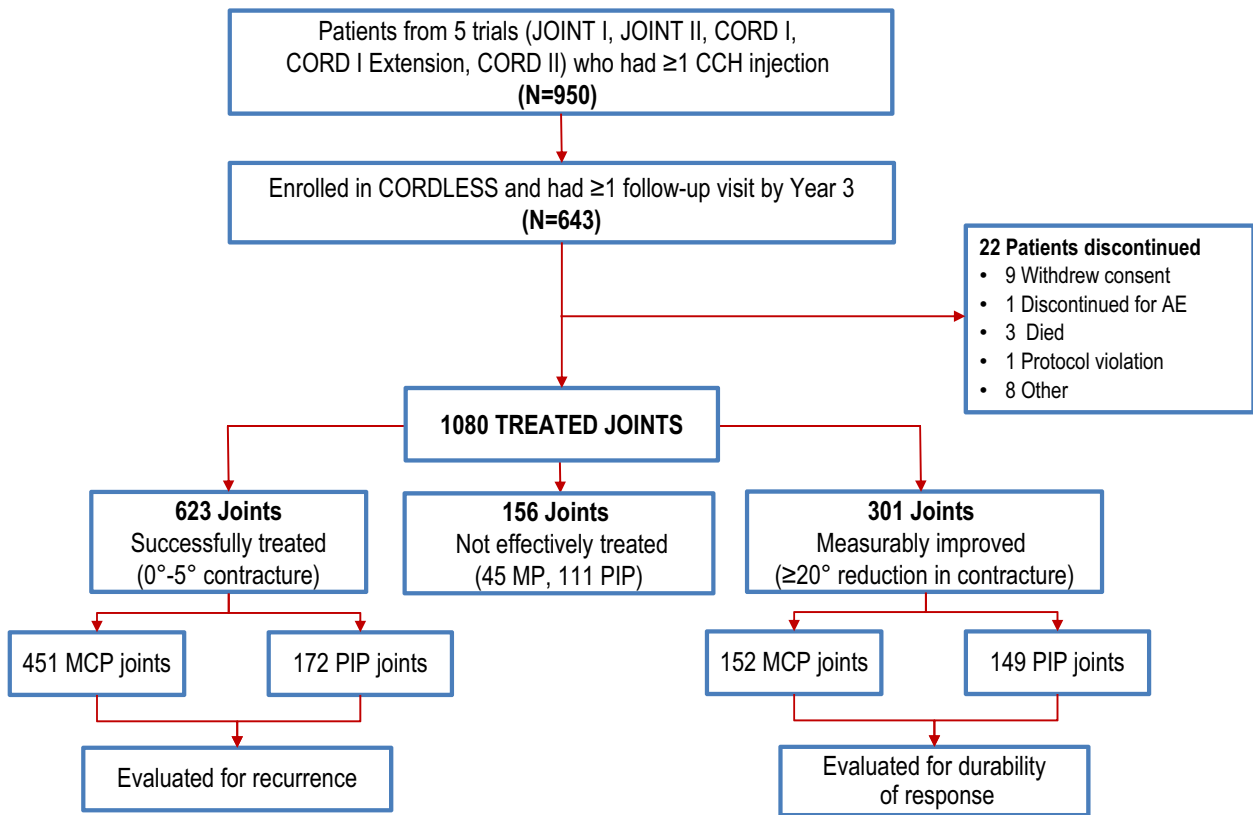 Patients from 5 trials (JOINT I, JOINT II, CORD I,
CORD I Extension, CORD II) who had ≥1 CCH injection
(N=950)
Enrolled in CORDLESS and had ≥1 follow-up visit by Year 3
(N=643)
22 Patients discontinued
• 9 Withdrew consent
• 1 Discontinued for AE
• 3 Died
• 1 Protocol violation
• 8 Other
1080 TREATED JOINTS
623 Joints
Successfully treated
(0°-5° contracture)
156 Joints
Not effectively treated
(45 MP, 111 PIP)
301 Joints
Measurably improved
(≥20° reduction in contracture)
451 MCP joints
172 PIP joints
152 MCP joints
149 PIP joints
Evaluated for recurrence
Evaluated for durability
of response